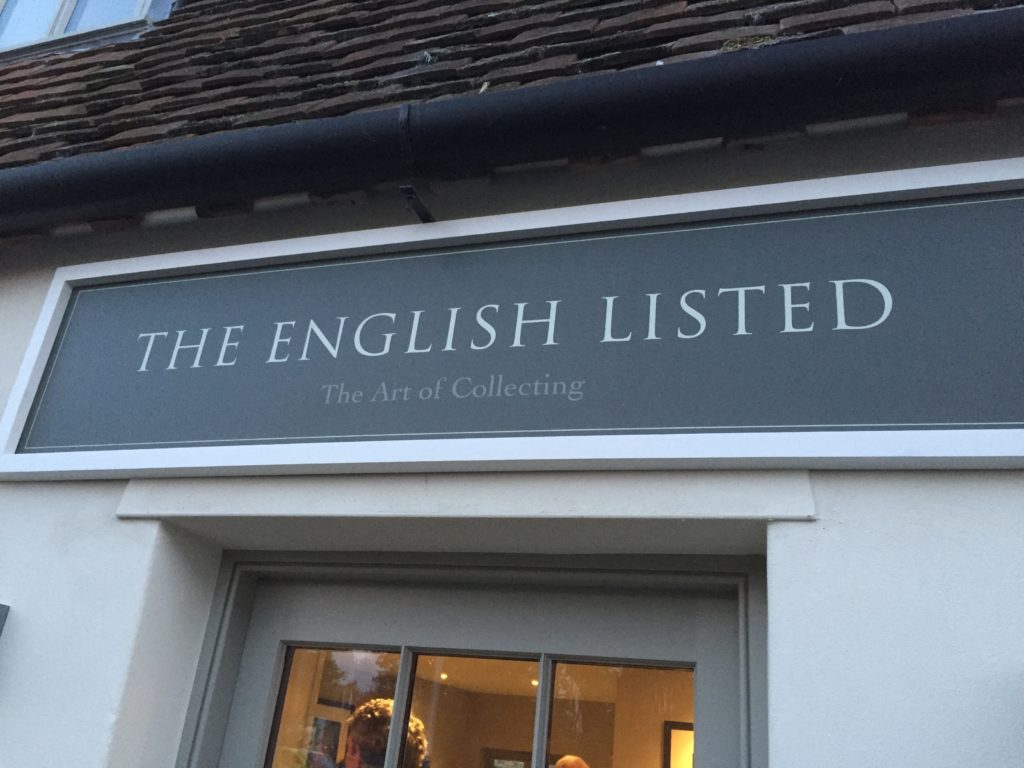 THE ENGLISH LISTED
The Art of Collecting